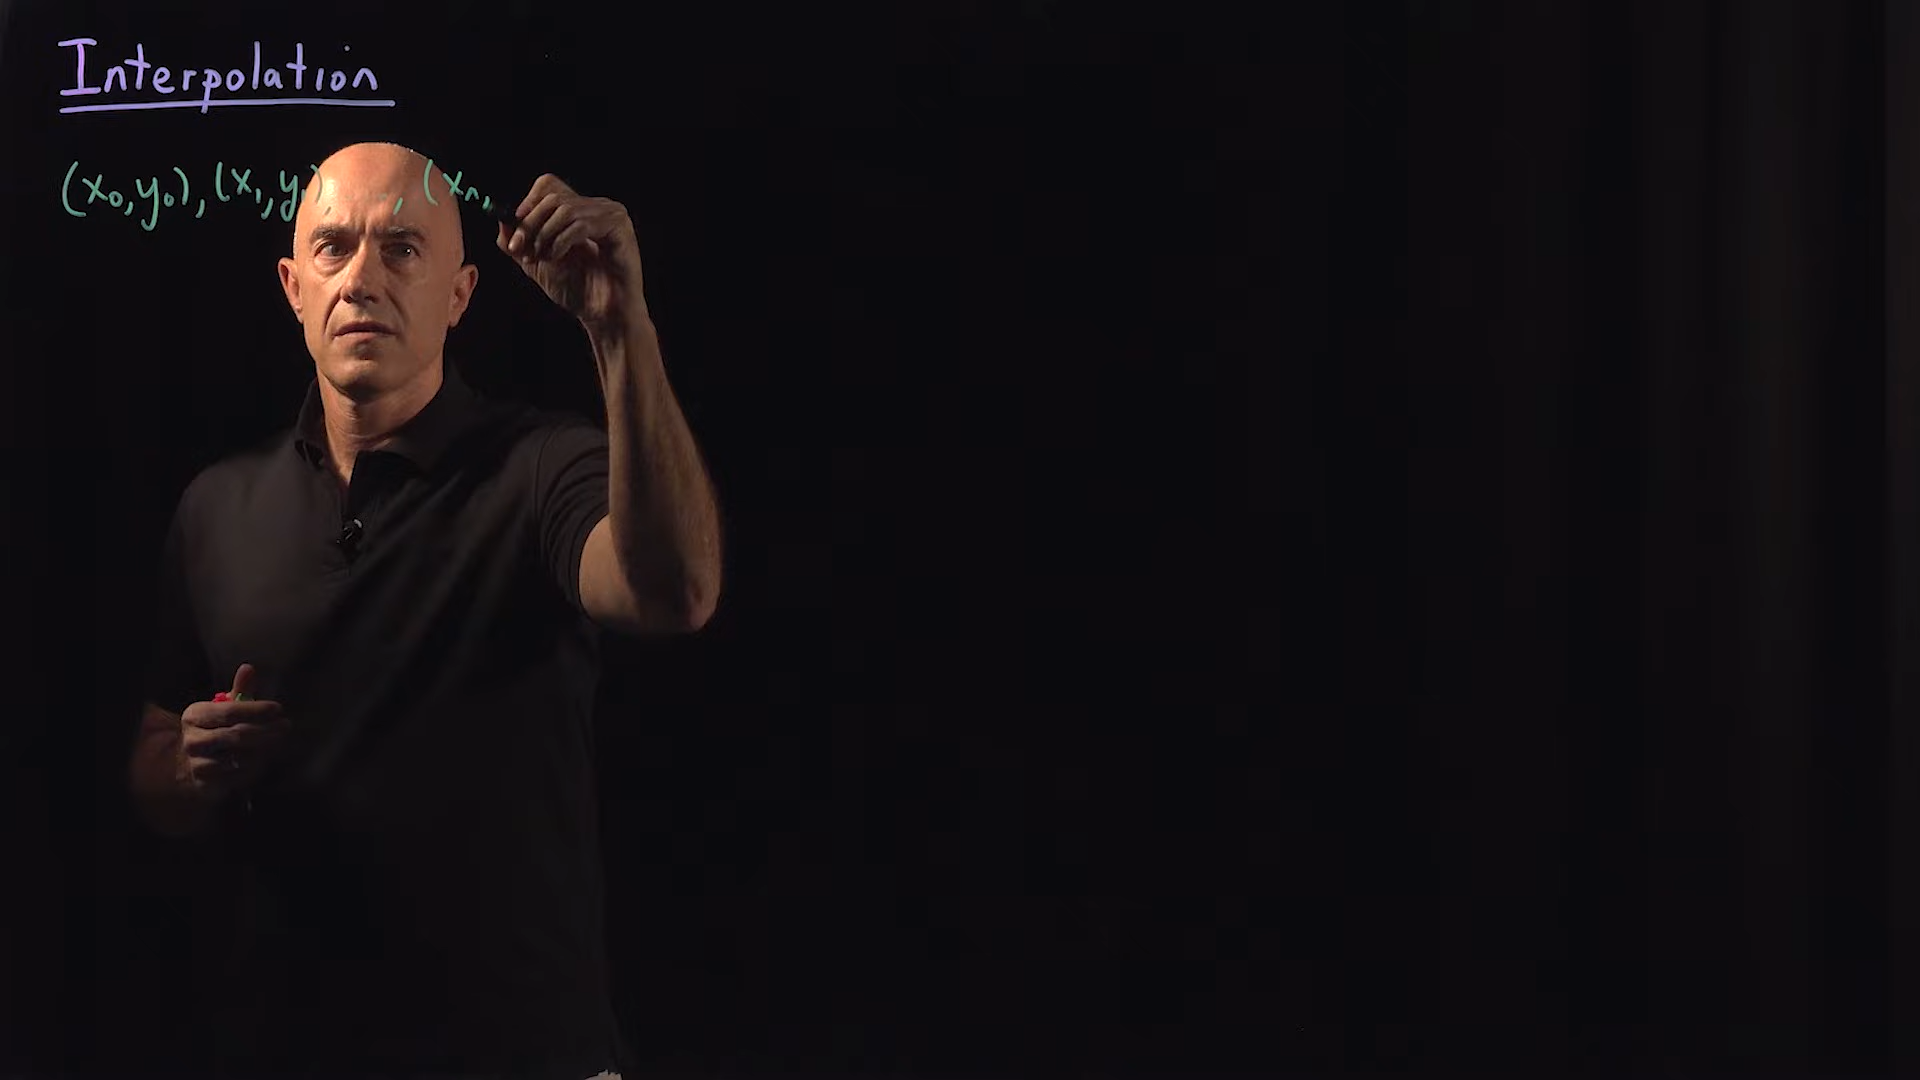 Interpolation
(x₀,y₀), (x₁,y₁), .., (xₙ,